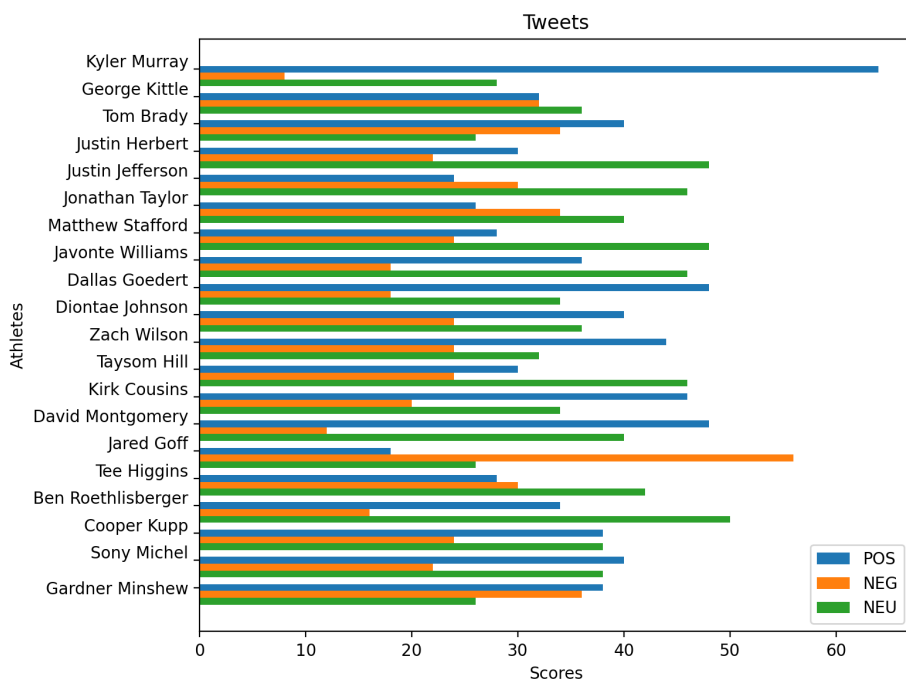 Tweets
Kyler Murray
George Kittle
Tom Brady
Justin Herbert
Justin Jefferson
Jonathan Taylor
Matthew Stafford
Javonte Williams
Dallas Goedert
Diontae Johnson
Zach Wilson
Taysom Hill
Kirk Cousins
David Montgomery
Jared Goff
Tee Higgins
Ben Roethlisberger
Cooper Kupp
Sony Michel
Gardner Minshew
Athletes
POS
NEG
NEU
0 10 20 30 40 50 60
Scores